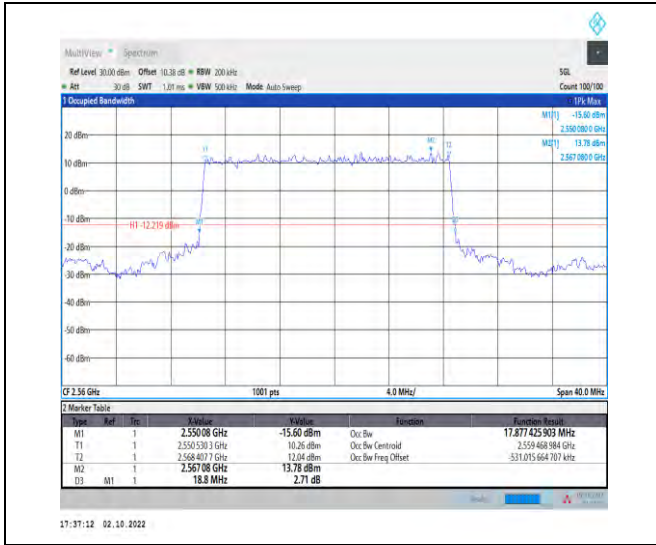 MultiView Spectrum
Ref Level 30.00 dBm Offset 10.38 dB RBW 200 kHz SGL
Att 30 dB SWT 1.01 ms VBW 500 kHz Mode Auto Sweep Count 100/100
1 Occupied Bandwidth 1Pk Max
M1[1] -15.60 dBm
2.550 080 0 GHz
M2[1] 13.78 dBm
2.567 080 0 GHz
20 dBm
M2
T1 T2
10 dBm
0 dBm
-10 dBm
H1 -12.219 dBm
M1
-20 dBm
-30 dBm
-40 dBm
-50 dBm
-60 dBm
CF 2.56 GHz 1001 pts 4.0 MHz/ Span 40.0 MHz
2 Marker Table
Type Ref Trc X-Value Y-Value Function Function Result
M1 1 2.55008 GHz -15.60 dBm Occ Bw 17.877 425 903 MHz
T1 1 2.550 530 3 GHz 10.26 dBm Occ Bw Centroid 2.559 468 984 GHz
T2 1 2.568 407 7 GHz 12.04 dBm Occ Bw Freq Offset -531.015 664 707 kHz
M2 1 2.56708 GHz 13.78 dBm
D3 M1 1 18.8 MHz 2.71 dB
17:37:12 02.10.2022